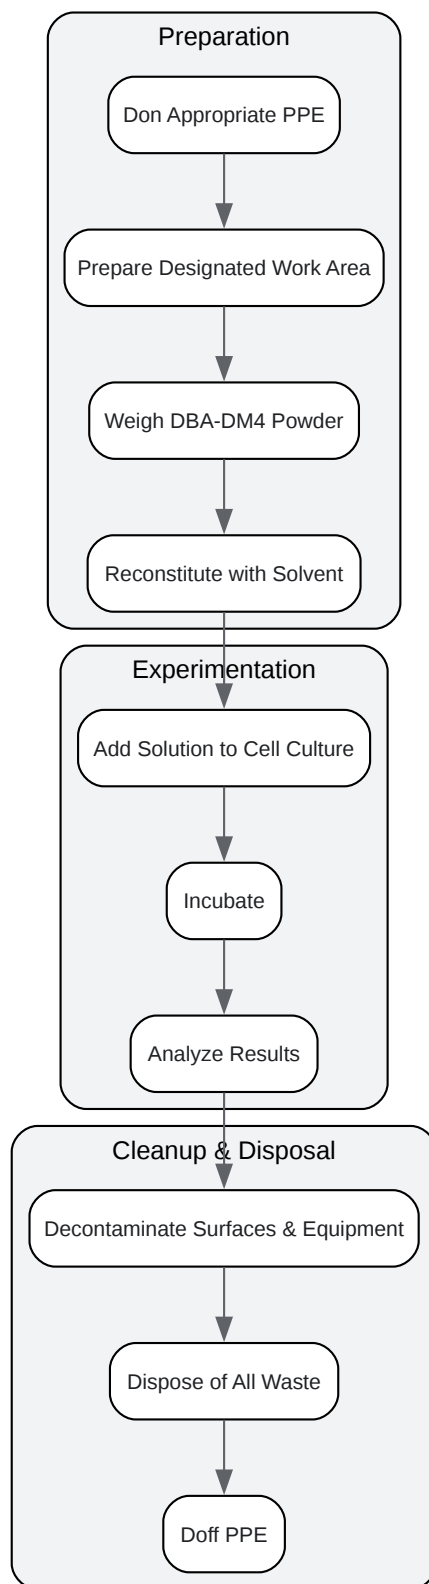 Preparation
Don Appropriate PPE
Prepare Designated Work Area
Weigh DBA-DM4 Powder
Reconstitute with Solvent
Experimentation
Add Solution to Cell Culture
Incubate
Analyze Results
Cleanup & Disposal
Decontaminate Surfaces & Equipment
Dispose of All Waste
Doff PPE